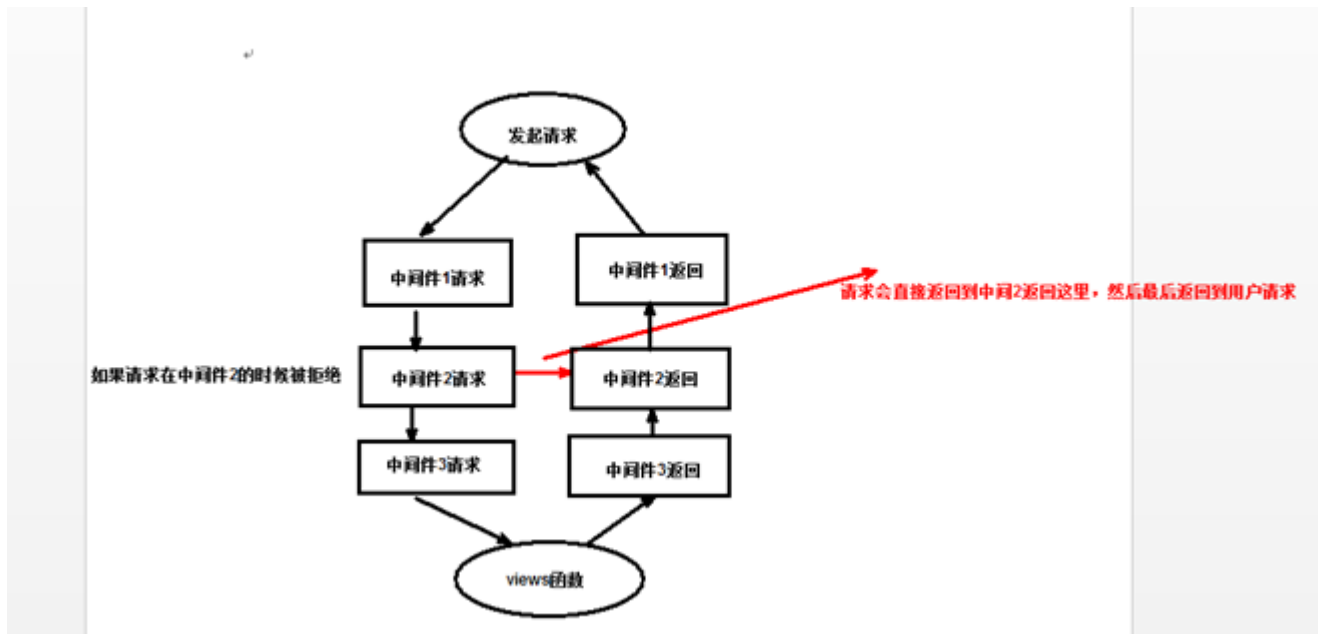 发起请求
中间件1请求
中间件1返回
请求会直接返回到中间2返回这里，然后最后返回到用户请求
如果请求在中间件2的时候被拒绝
中间件2请求
中间件2返回
中间件3请求
中间件3返回
views函数